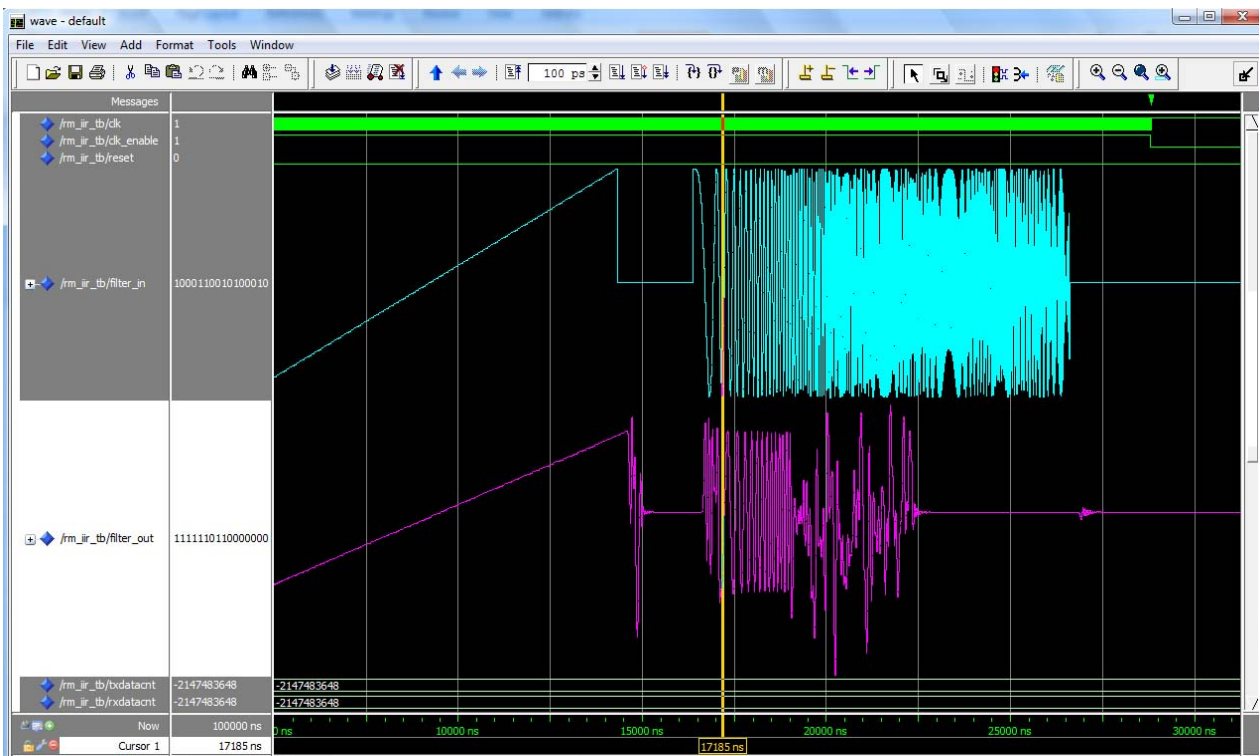 wave - default
File Edit View Add Format Tools Window
100 ps
Messages
/rm_iir_tb/clk 1
/rm_iir_tb/clk_enable 1
/rm_iir_tb/reset 0
/rm_iir_tb/filter_in 1000110010100010
/rm_iir_tb/filter_out 1111110110000000
/rm_iir_tb/txdatacnt -2147483648 -2147483648
/rm_iir_tb/rxdatacnt -2147483648 -2147483648
Now 100000 ns 10000 ns 15000 ns 20000 ns 25000 ns 30000 ns
Cursor 1 17185 ns 17185 ns